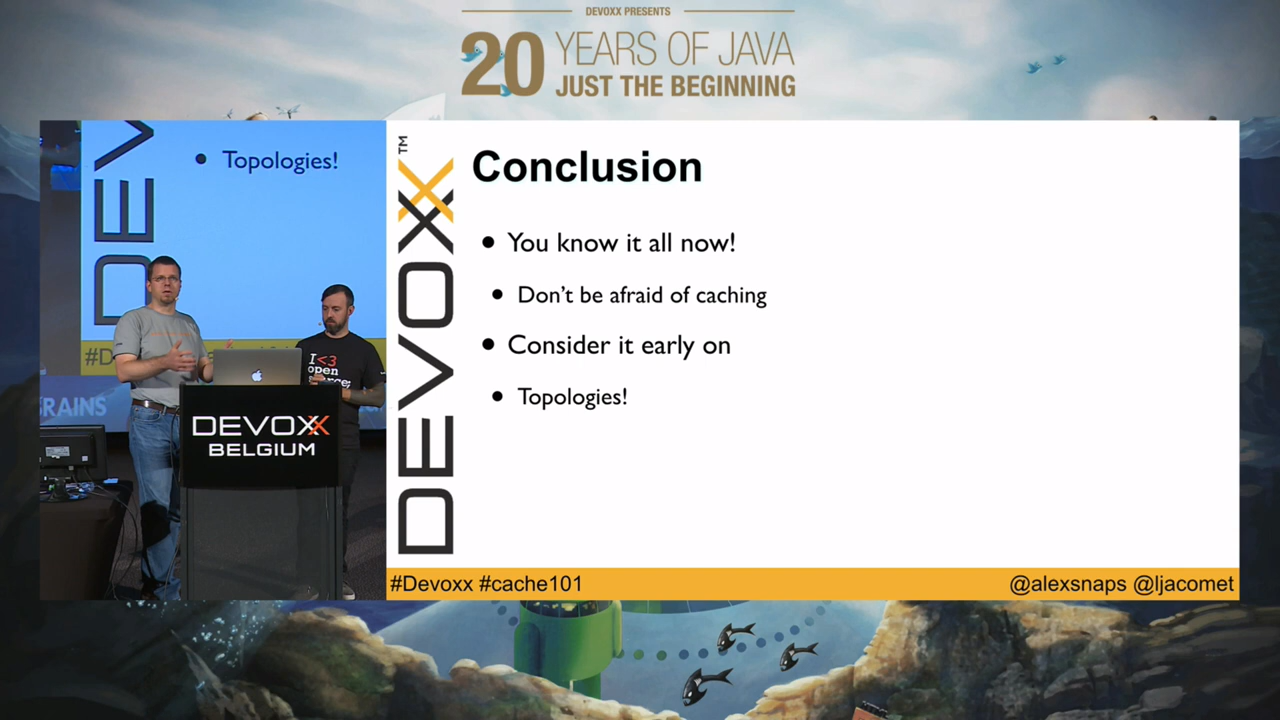 DEVOXX PRESENTS
20 YEARS OF JAVA
JUST THE BEGINNING
DEV
• Topologies!
#D
BRAINS
I <3
open
DEVOXX
BELGIUM
DEVOXX™
Conclusion
• You know it all now!
• Don't be afraid of caching
• Consider it early on
• Topologies!
#Devoxx #cache101
@alexsnaps @ljacomet